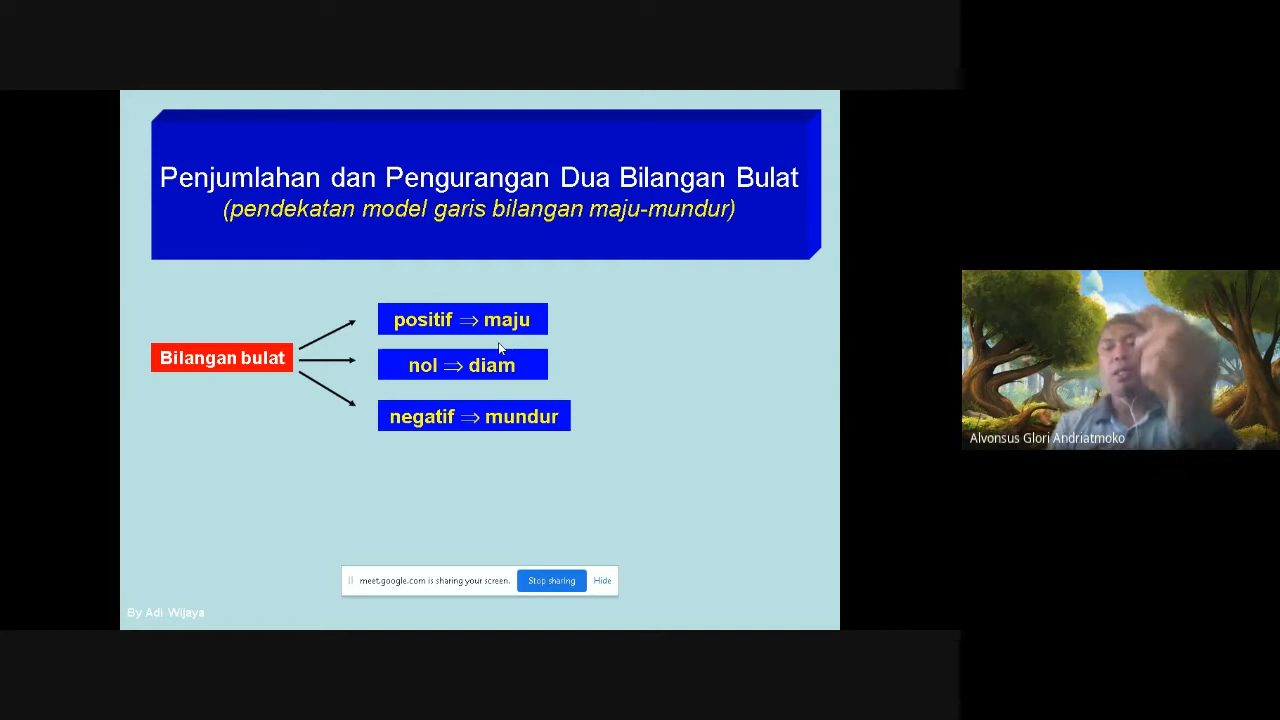 Penjumlahan dan Pengurangan Dua Bilangan Bulat
(pendekatan model garis bilangan maju-mundur)
positif ⇒ maju
Bilangan bulat
nol ⇒ diam
negatif ⇒ mundur
Alvonsus Glori Andriatmoko
meet.google.com is sharing your screen.
Stop sharing
Hide
By Adi Wijaya